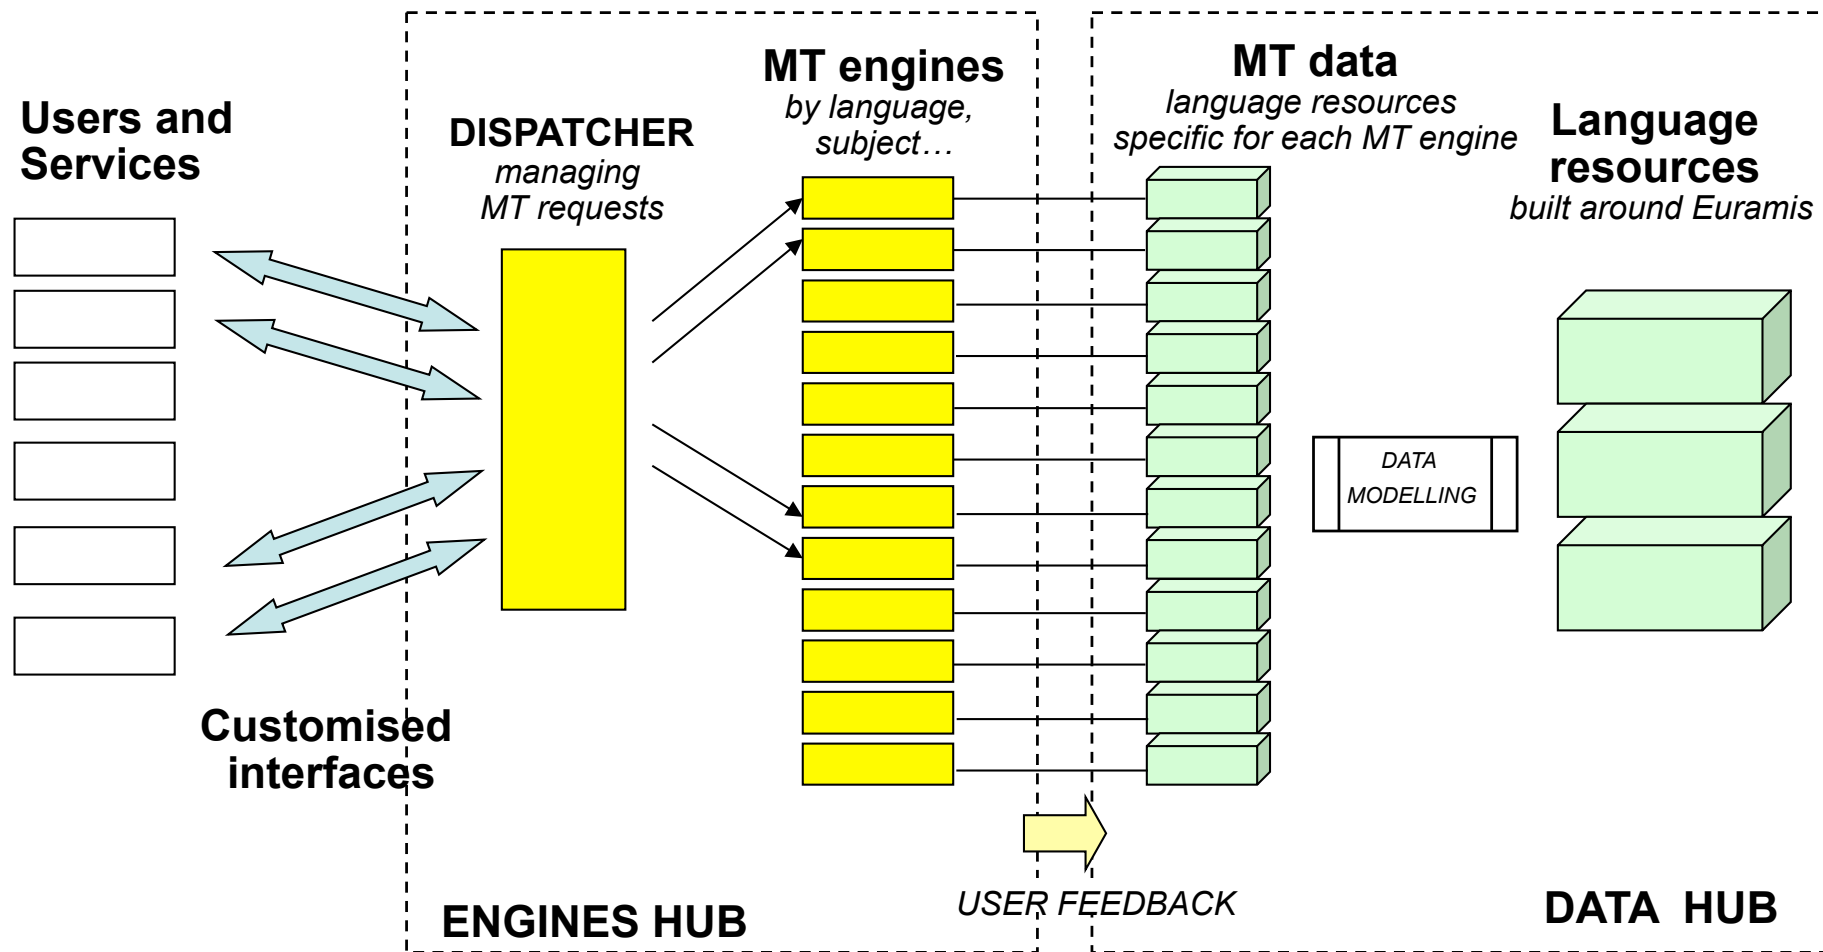 Users and
Services
DISPATCHER
managing
MT requests
MT engines
by language,
subject…
MT data
language resources
specific for each MT engine
Language
resources
built around Euramis
DATA
MODELLING
Customised
interfaces
USER FEEDBACK
ENGINES HUB
DATA HUB